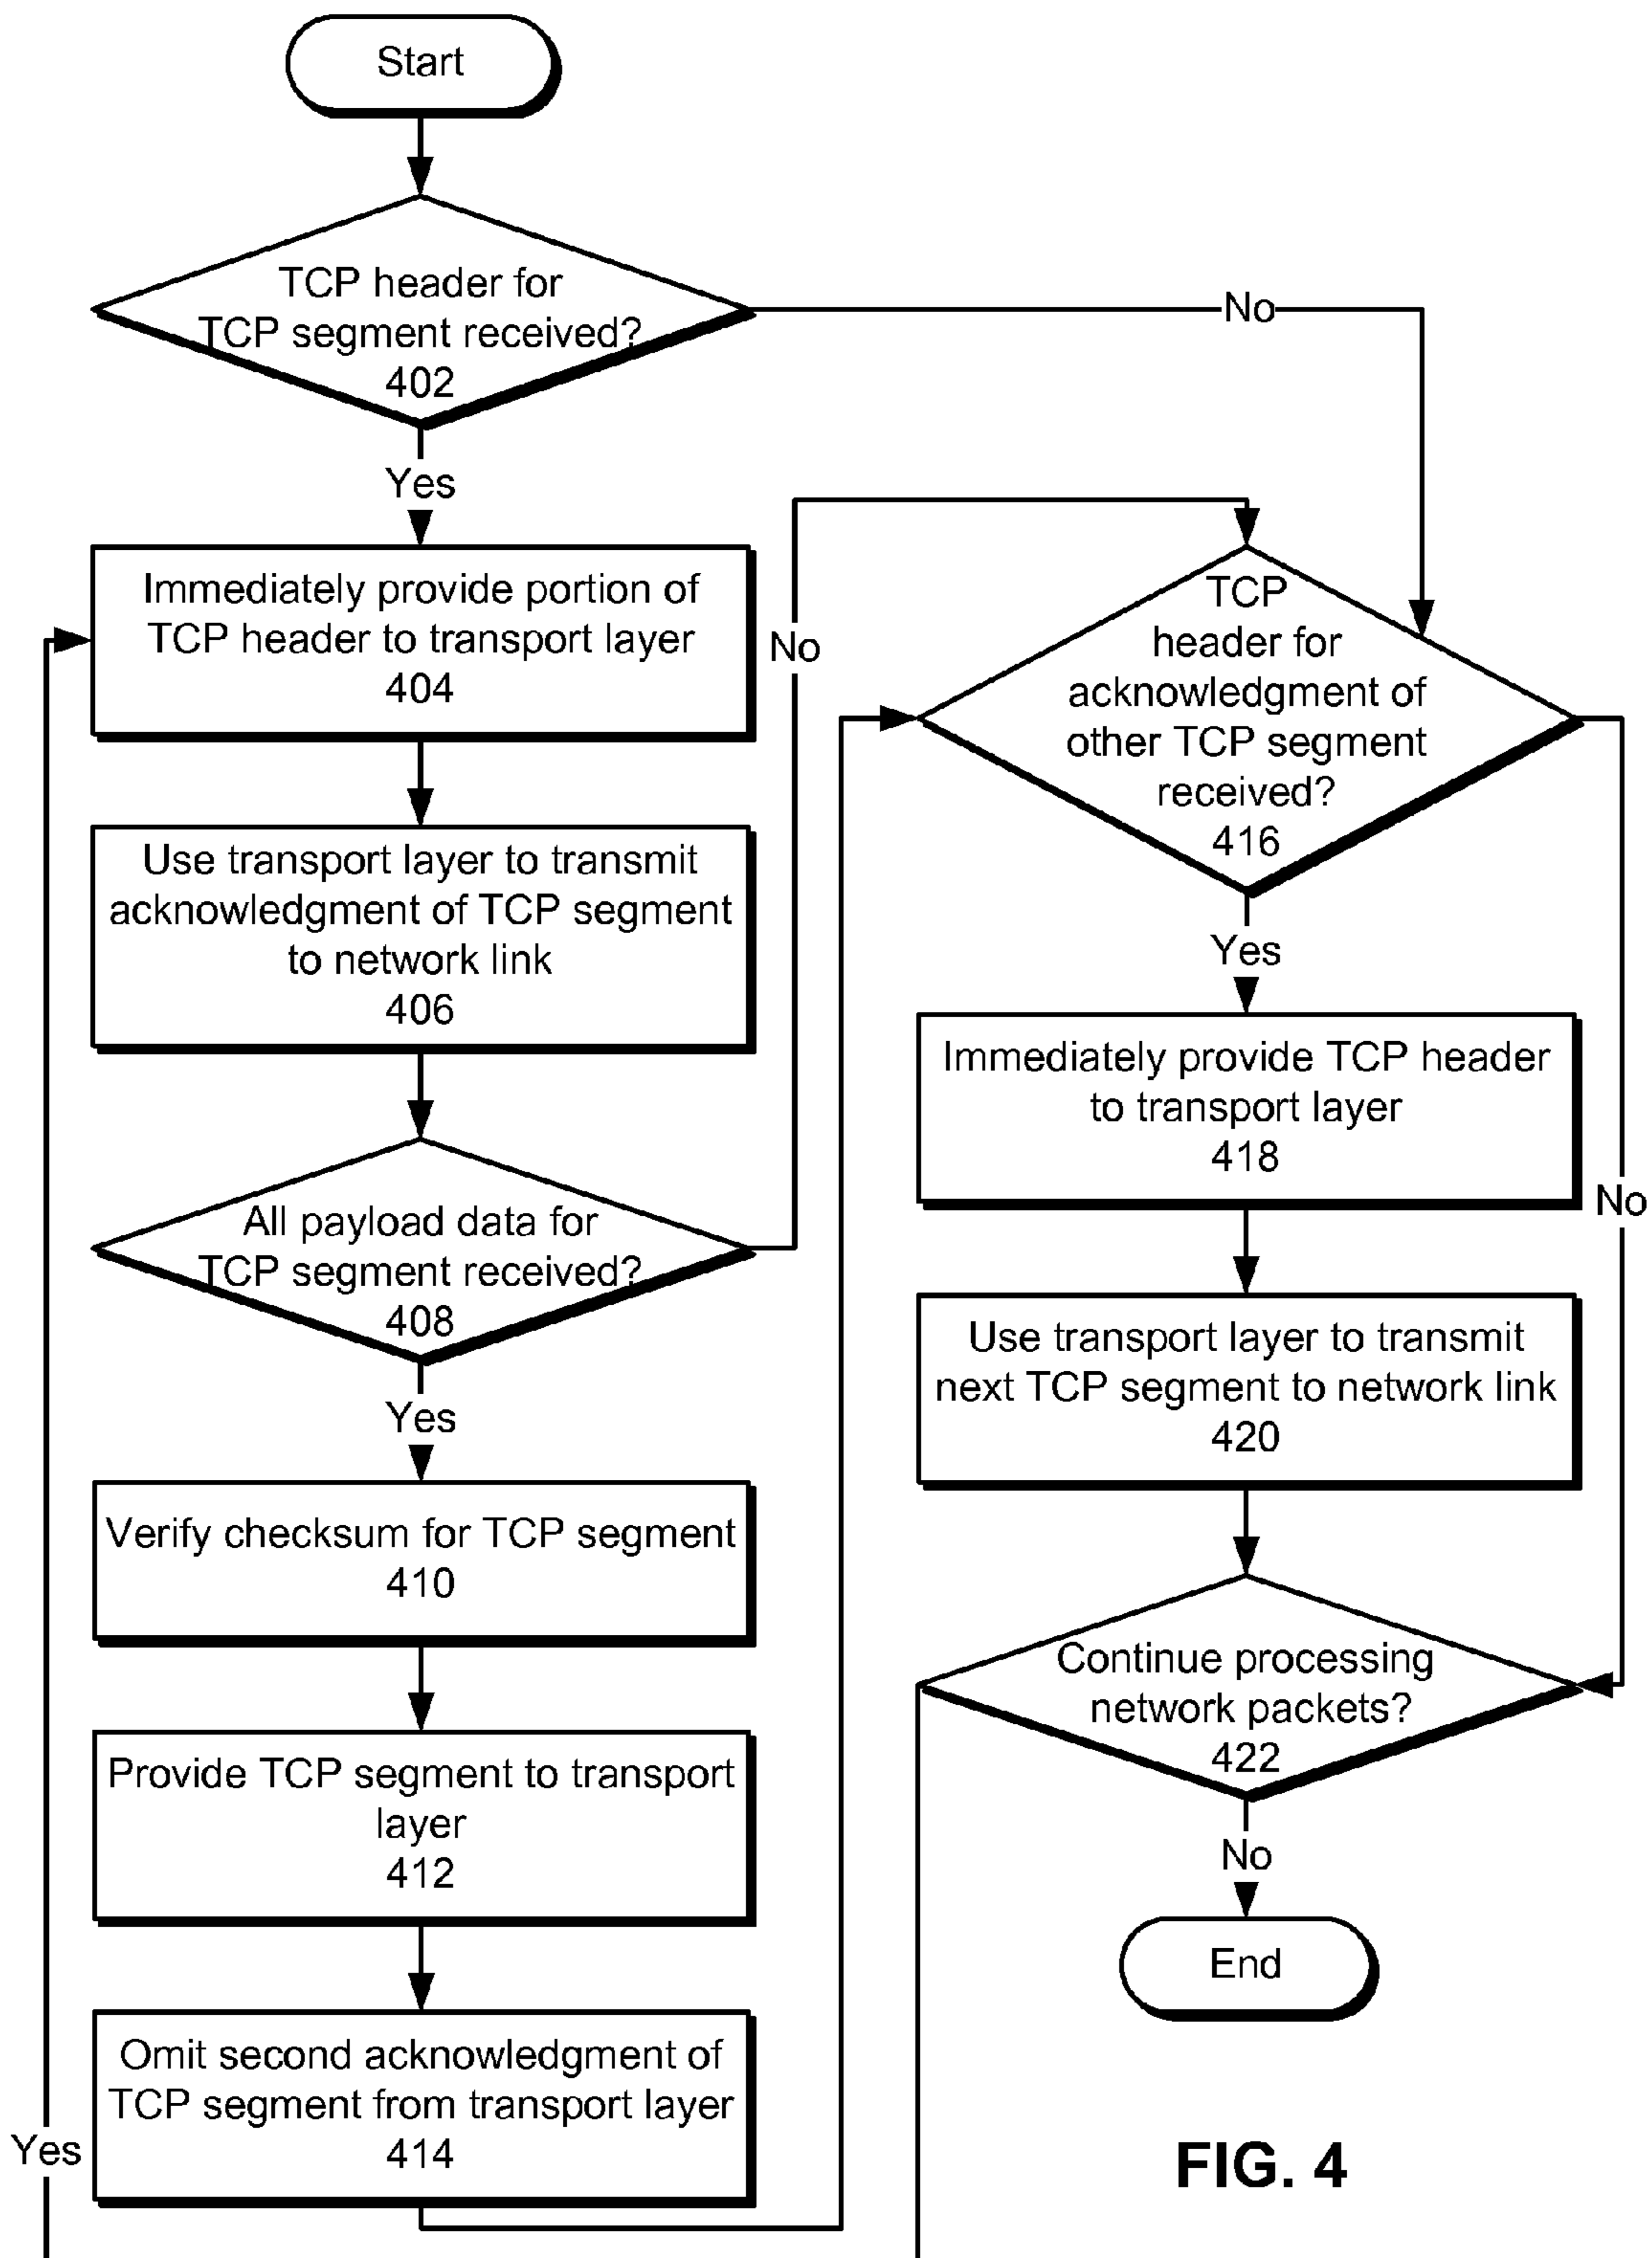 Start
TCP header for
TCP segment received?
402
No
Yes
Immediately provide portion of
TCP header to transport layer
404
Use transport layer to transmit
acknowledgment of TCP segment
to network link
406
All payload data for
TCP segment received?
408
No
Yes
Verify checksum for TCP segment
410
Provide TCP segment to transport
layer
412
Omit second acknowledgment of
TCP segment from transport layer
414
TCP
header for
acknowledgment of
other TCP segment
received?
416
No
Yes
Immediately provide TCP header
to transport layer
418
Use transport layer to transmit
next TCP segment to network link
420
Continue processing
network packets?
422
Yes
No
End
FIG. 4